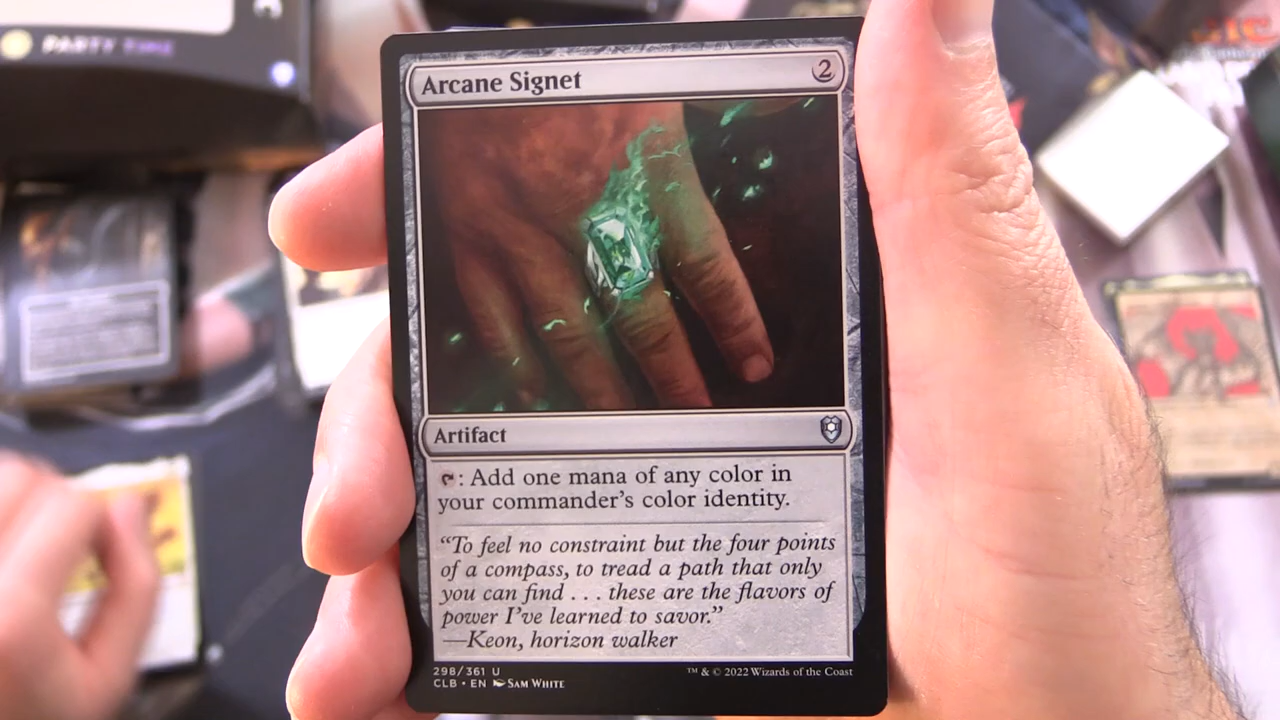 PARTY TIME
Arcane Signet
2
Artifact
: Add one mana of any color in
your commander's color identity.
“To feel no constraint but the four points
of a compass, to tread a path that only
you can find . . . these are the flavors of
power I've learned to savor.”
—Keon, horizon walker
298/361 U
™ & © 2022 Wizards of the Coast
CLB • EN SAM WHITE